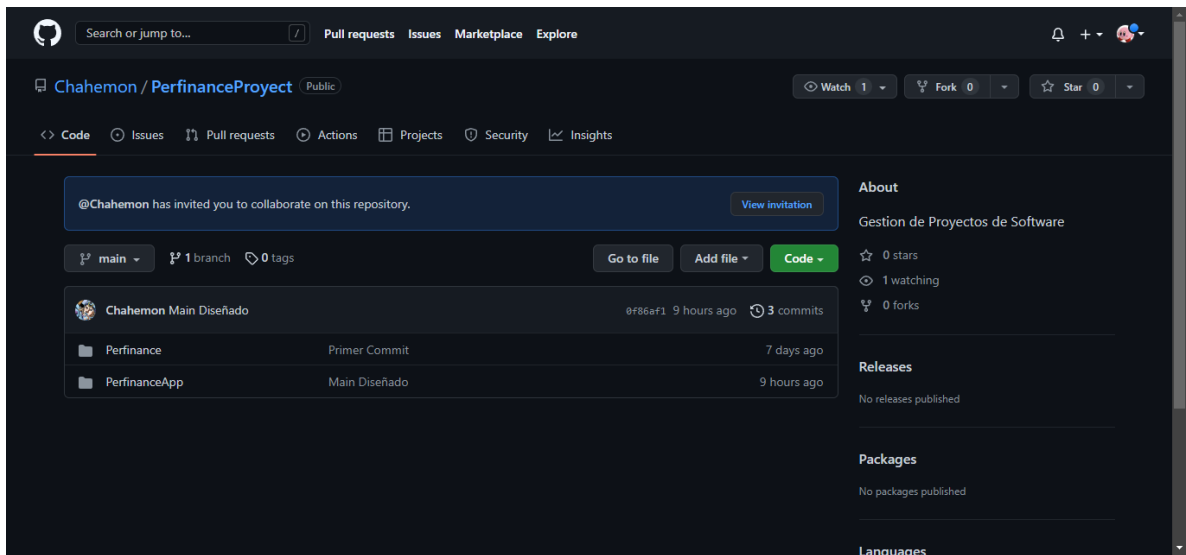 Search or jump to... / Pull requests Issues Marketplace Explore
Chahemon / PerfinanceProyect Public
Watch 1 Fork 0 Star 0
Code Issues Pull requests Actions Projects Security Insights
@Chahemon has invited you to collaborate on this repository. View invitation
main 1 branch 0 tags Go to file Add file Code
Chahemon Main Diseñado 0f86af1 9 hours ago 3 commits
Perfinance Primer Commit 7 days ago
PerfinanceApp Main Diseñado 9 hours ago
About
Gestion de Proyectos de Software
0 stars
1 watching
0 forks
Releases
No releases published
Packages
No packages published
Languages